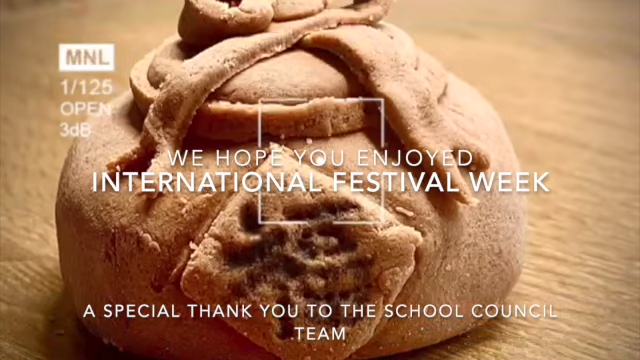 MNL
1/125
OPEN
3dB
WE HOPE YOU ENJOYED
INTERNATIONAL FESTIVAL WEEK
A SPECIAL THANK YOU TO THE SCHOOL COUNCIL
TEAM